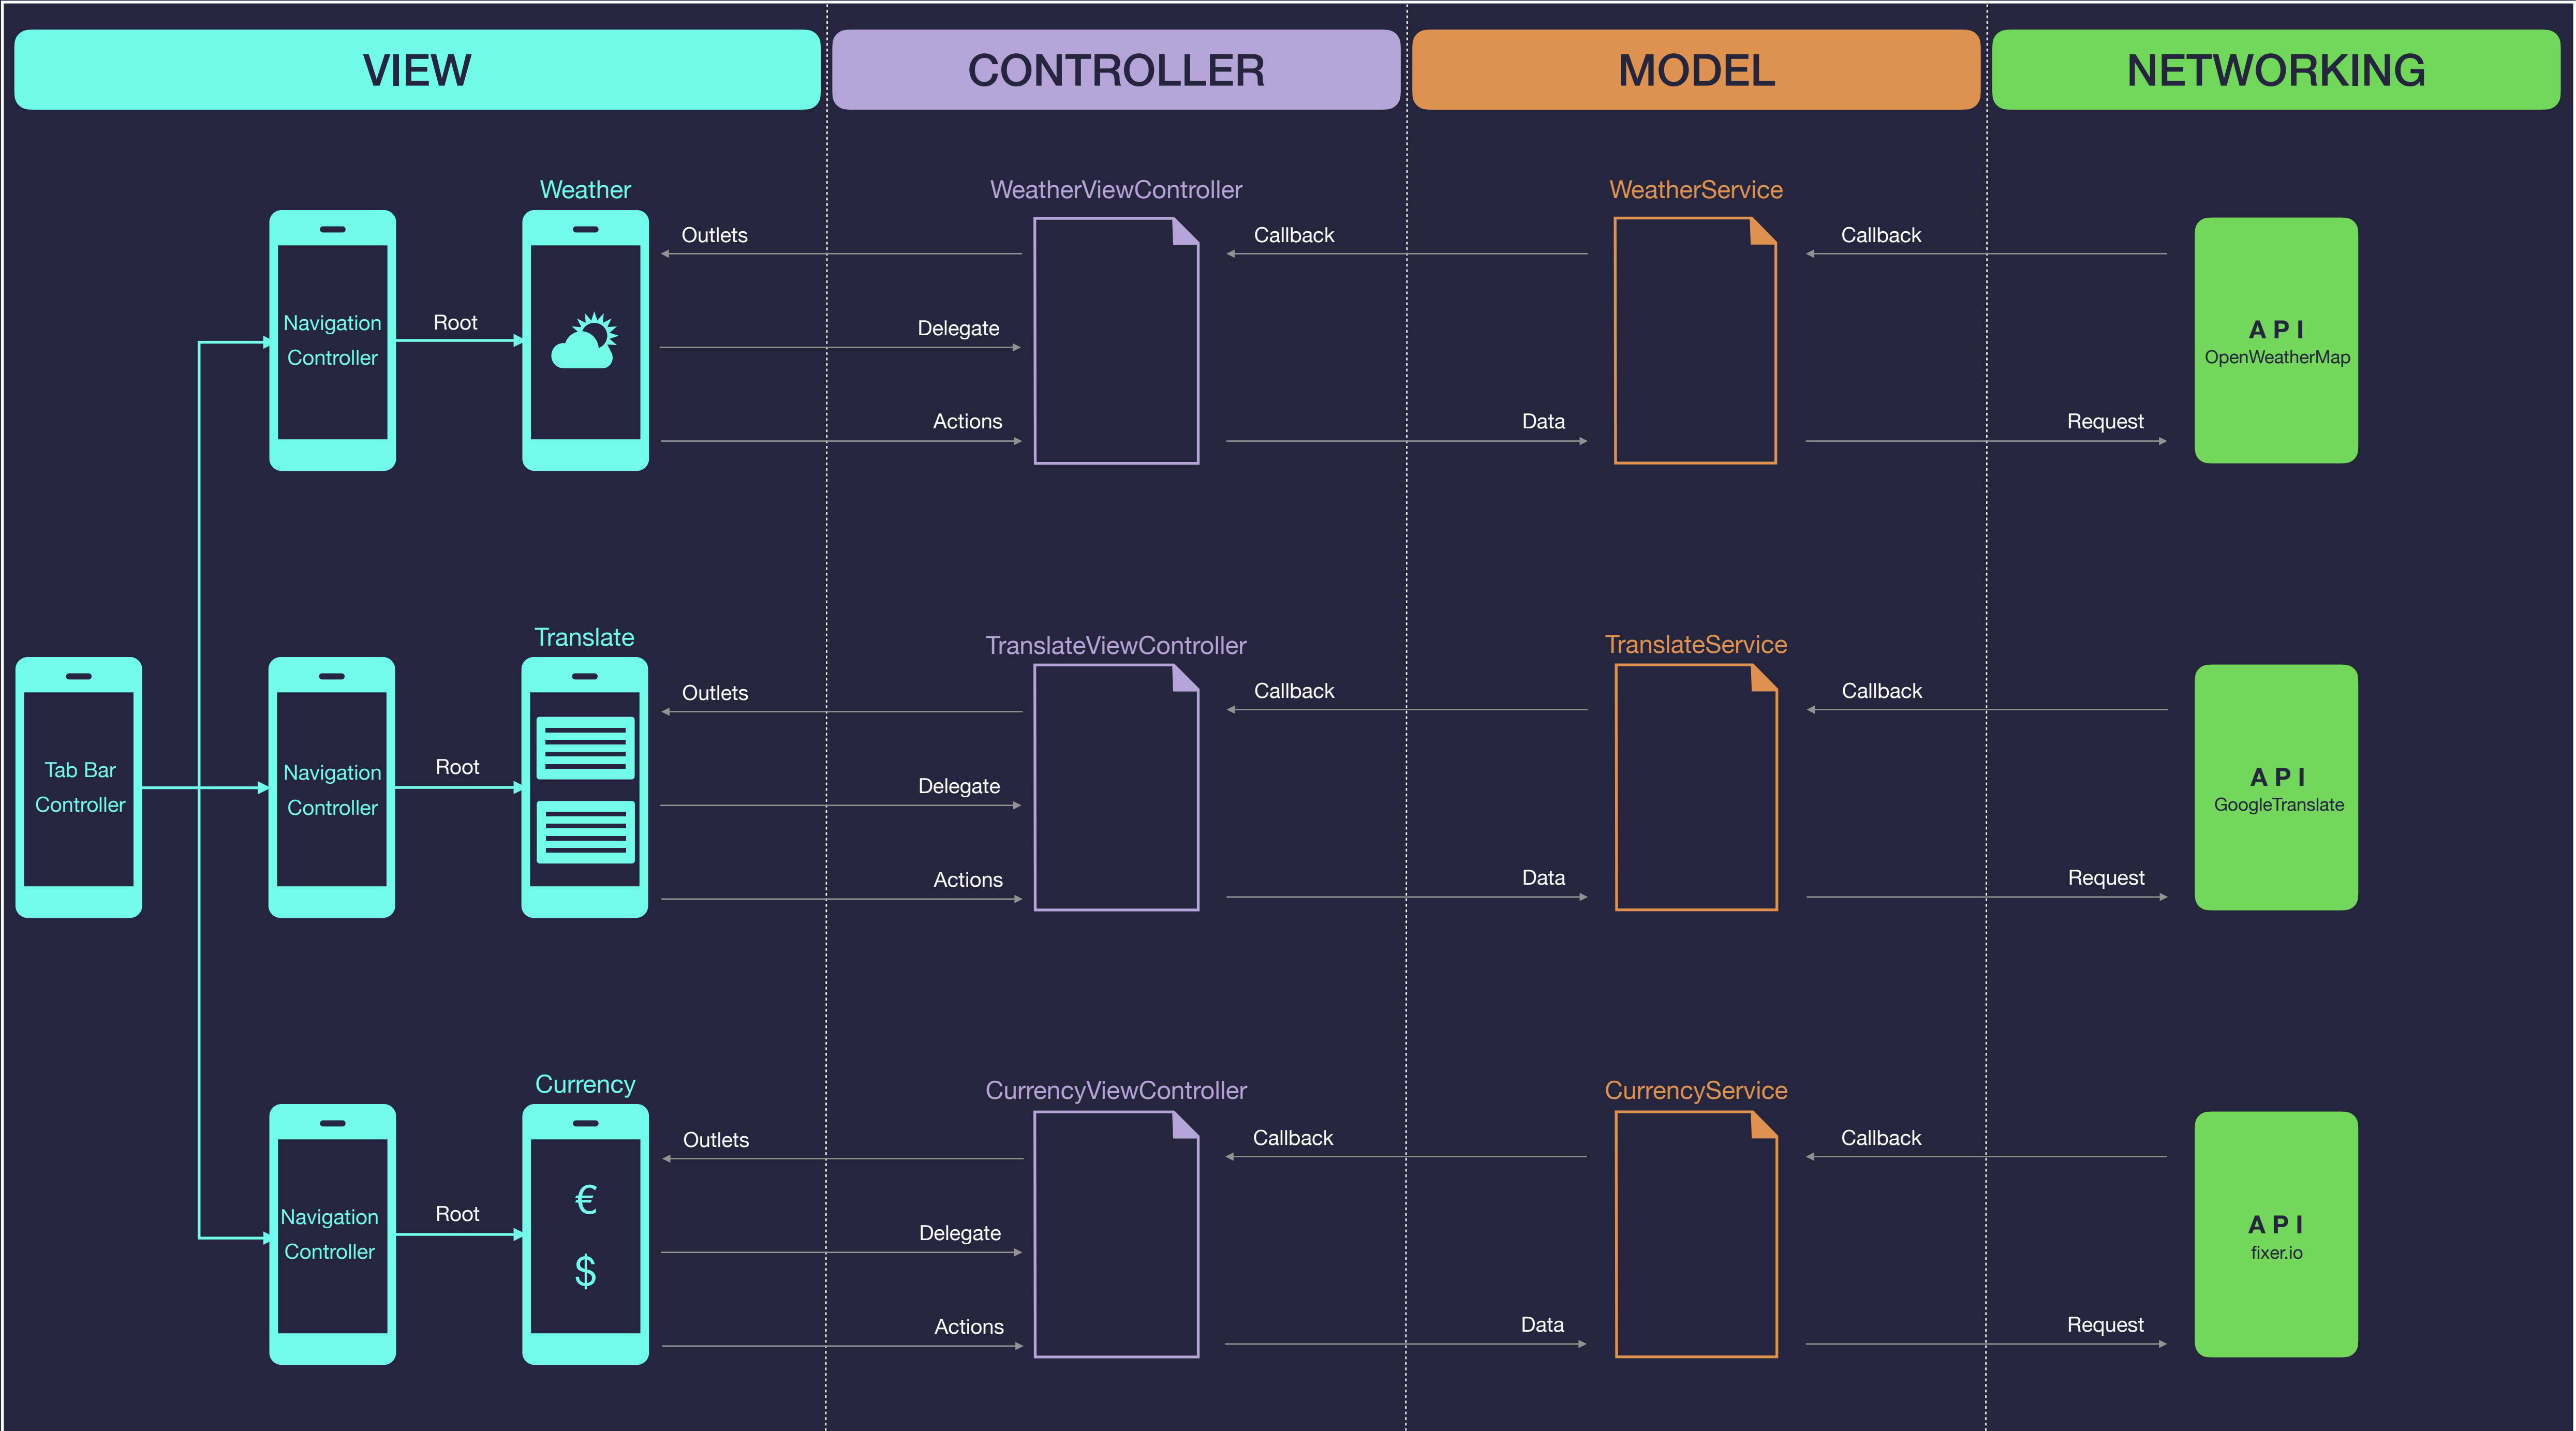 VIEW
CONTROLLER
MODEL
NETWORKING
Weather
WeatherViewController
WeatherService
Outlets
Callback
Callback
Navigation
Controller
Root
Delegate
A P I
OpenWeatherMap
Actions
Data
Request
Translate
TranslateViewController
TranslateService
Outlets
Callback
Callback
Tab Bar
Controller
Navigation
Controller
Root
Delegate
A P I
GoogleTranslate
Actions
Data
Request
Currency
CurrencyViewController
CurrencyService
Outlets
Callback
Callback
Navigation
Controller
Root
€
$
Delegate
A P I
fixer.io
Actions
Data
Request